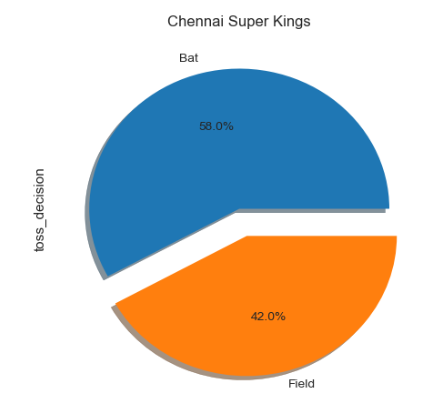 Chennai Super Kings
Bat
58.0%
toss_decision
42.0%
Field